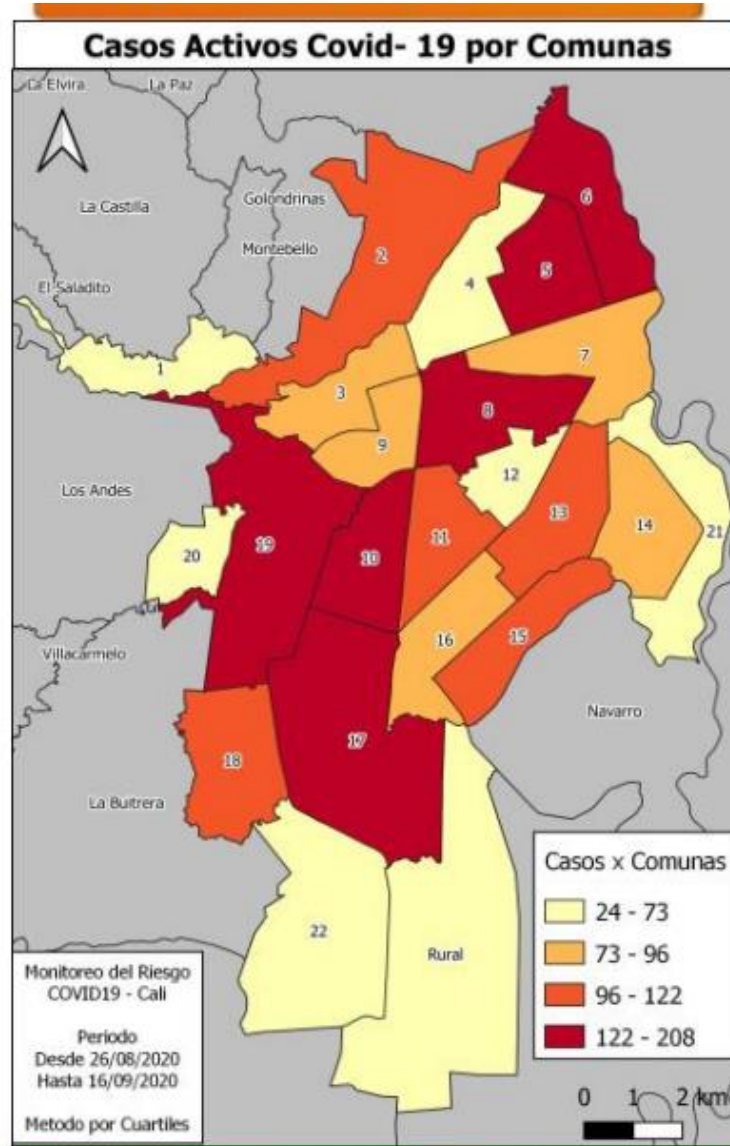 Casos Activos Covid- 19 por Comunas
La Elvira
La Paz
La Castilla
Golondrinas
Montebello
El Saladito
6
2
5
4
1
7
3
8
9
Los Andes
12
13
14
21
20
19
10
11
16
15
Villacarmelo
Navarro
17
18
La Buitrera
22
Rural
Casos x Comunas
24 - 73
73 - 96
96 - 122
122 - 208
Monitoreo del Riesgo
COVID19 - Cali
Periodo
Desde 26/08/2020
Hasta 16/09/2020
Metodo por Cuartiles
0 1 2 km